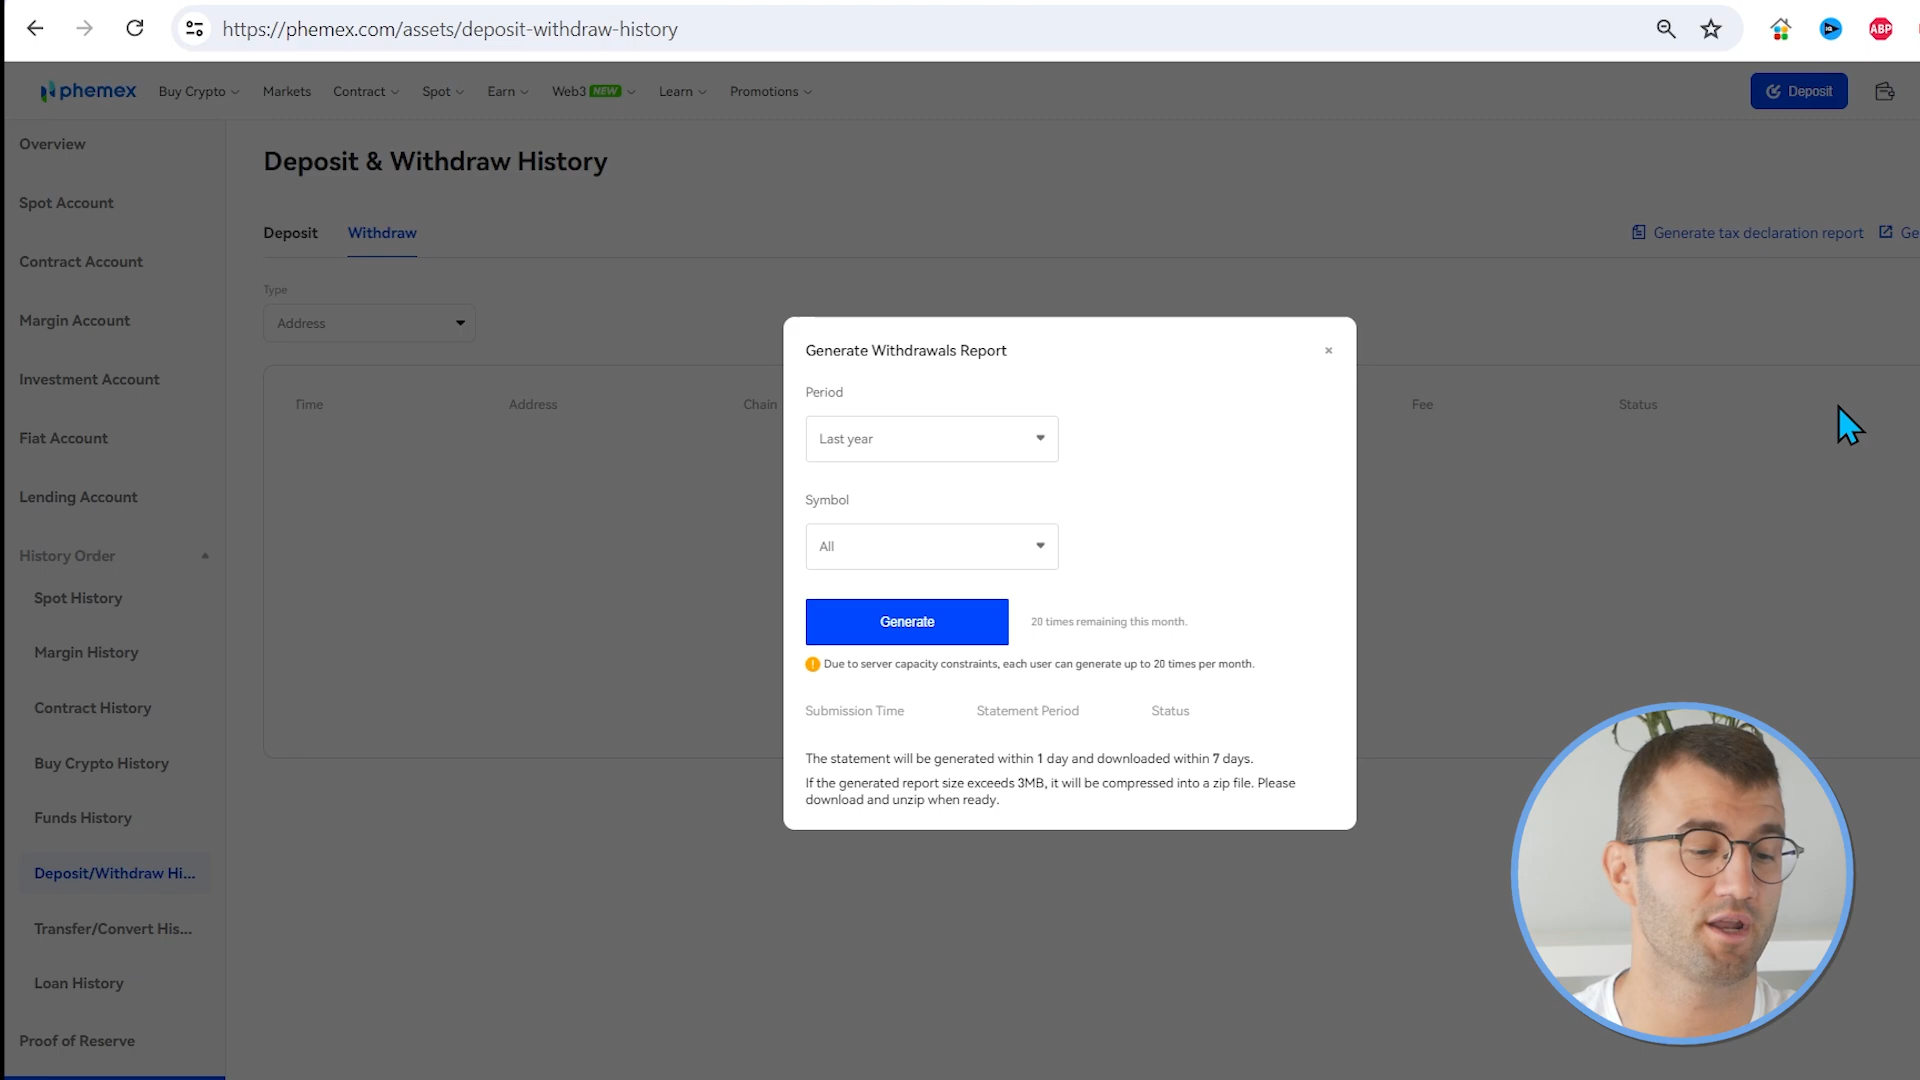 https://phemex.com/assets/deposit-withdraw-history
ABP
phemex
Buy Crypto
Markets
Contract
Spot
Earn
Web3 NEW
Learn
Promotions
Deposit
Overview
Spot Account
Contract Account
Margin Account
Investment Account
Fiat Account
Lending Account
History Order
Spot History
Margin History
Contract History
Buy Crypto History
Funds History
Deposit/Withdraw Hi...
Transfer/Convert His...
Loan History
Proof of Reserve
Deposit & Withdraw History
Deposit
Withdraw
Generate tax declaration report
Ge
Type
Address
Time
Address
Chain
Fee
Status
Generate Withdrawals Report
×
Period
Last year
Symbol
All
Generate
20 times remaining this month.
! Due to server capacity constraints, each user can generate up to 20 times per month.
Submission Time
Statement Period
Status
The statement will be generated within 1 day and downloaded within 7 days.
If the generated report size exceeds 3MB, it will be compressed into a zip file. Please
download and unzip when ready.